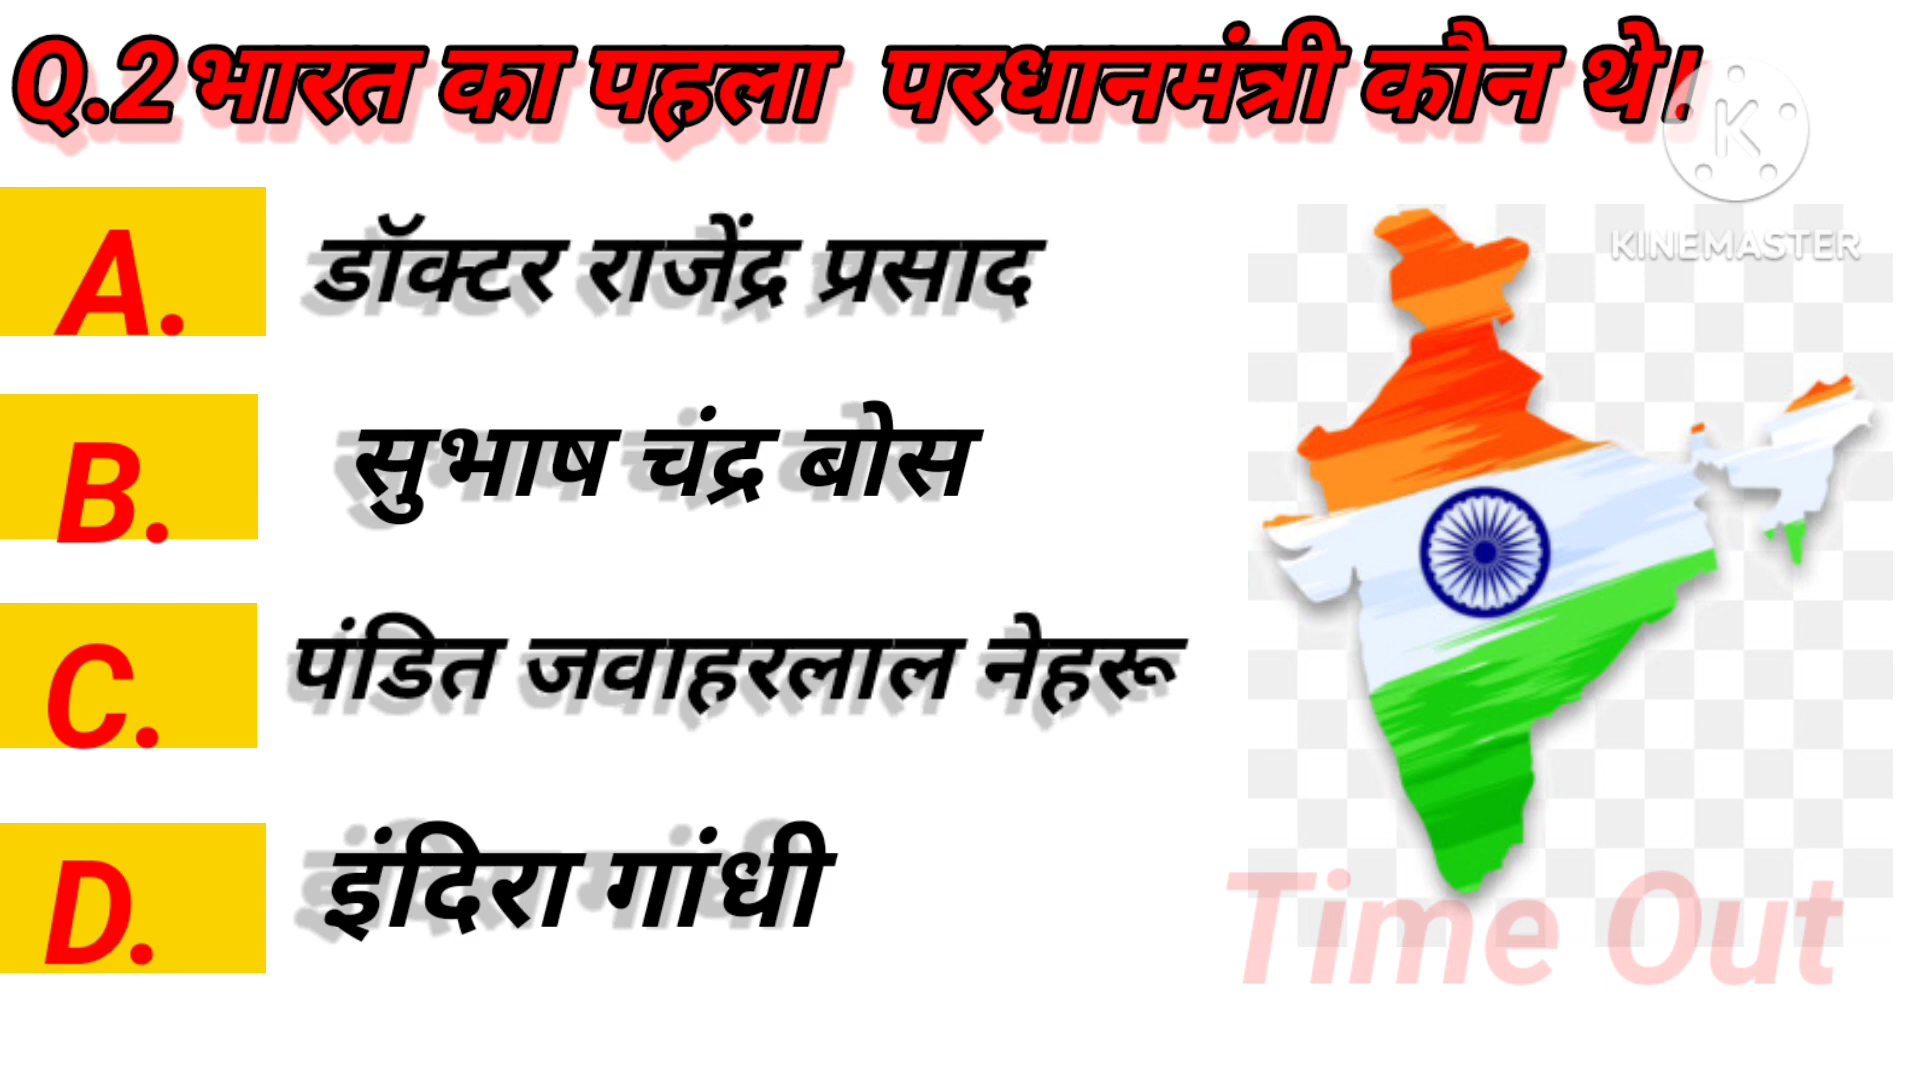 Q.2 भारत का पहला परधानमंत्री कौन थे।
KINEMASTER
A. डॉक्टर राजेंद्र प्रसाद
B. सुभाष चंद्र बोस
C. पंडित जवाहरलाल नेहरू
D. इंदिरा गांधी
Time Out